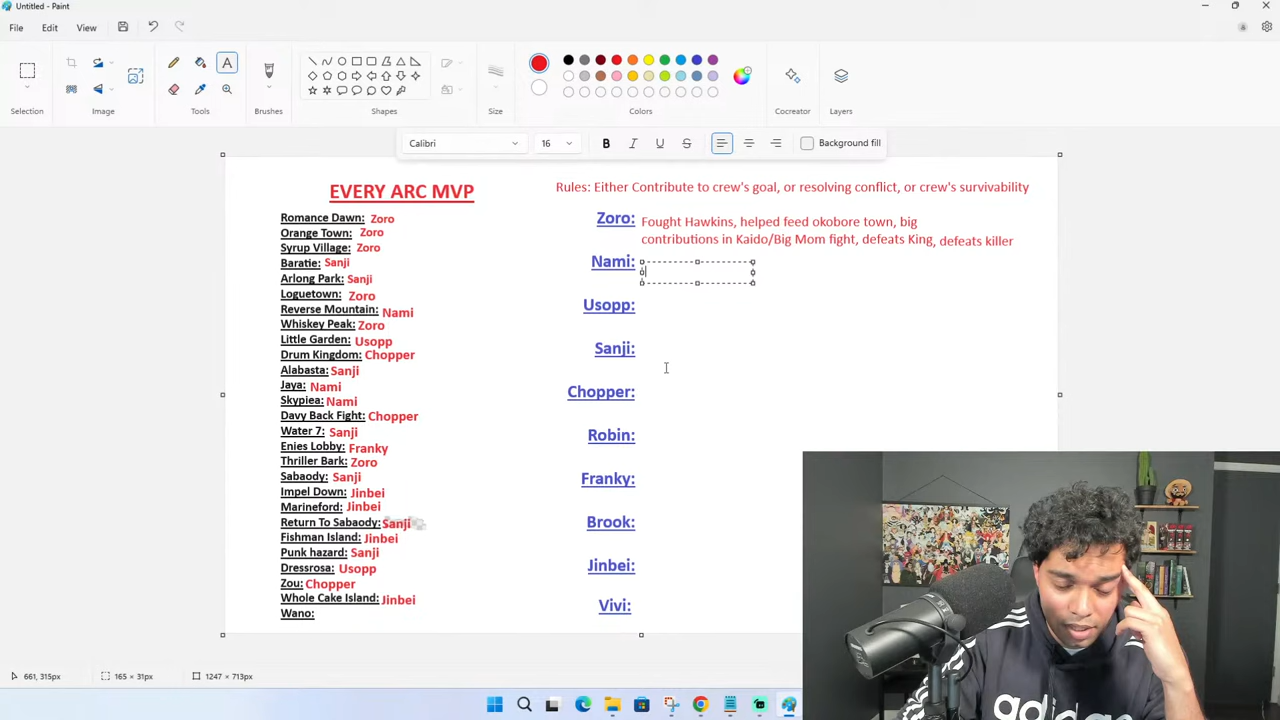 Untitled - Paint
File Edit View
Selection
Image
Tools
Brushes
Shapes
Size
Colors
Cocreator
Layers
Calibri
16
B I U S
Background fill
EVERY ARC MVP
Romance Dawn: Zoro
Orange Town: Zoro
Syrup Village: Zoro
Baratie: Sanji
Arlong Park: Sanji
Loguetown: Zoro
Reverse Mountain: Nami
Whiskey Peak: Zoro
Little Garden: Usopp
Drum Kingdom: Chopper
Alabasta: Sanji
Jaya: Nami
Skypiea: Nami
Davy Back Fight: Chopper
Water 7: Sanji
Enies Lobby: Franky
Thriller Bark: Zoro
Sabaody: Sanji
Impel Down: Jinbei
Marineford: Jinbei
Return To Sabaody: Sanji
Fishman Island: Jinbei
Punk hazard: Sanji
Dressrosa: Usopp
Zou: Chopper
Whole Cake Island: Jinbei
Wano:
Rules: Either Contribute to crew's goal, or resolving conflict, or crew's survivability
Zoro: Fought Hawkins, helped feed okobore town, big
contributions in Kaido/Big Mom fight, defeats King, defeats killer
Nami:
Usopp:
Sanji:
Chopper:
Robin:
Franky:
Brook:
Jinbei:
Vivi:
661, 315px
165 × 31px
1247 × 713px
adidas